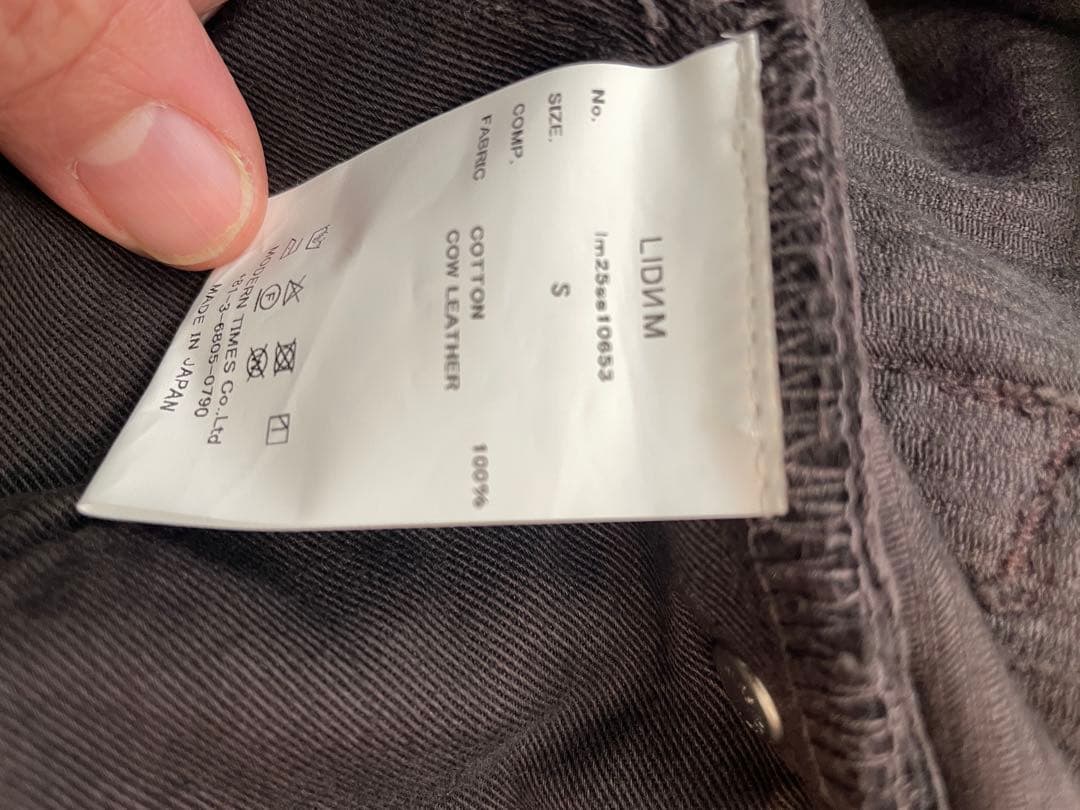 LIDИM
No. lm25ss10653
SIZE. S
COMP.
FABRIC COTTON 100%
COW LEATHER
MODERN TIMES Co.,Ltd
+81-3-6805-0790
MADE IN JAPAN